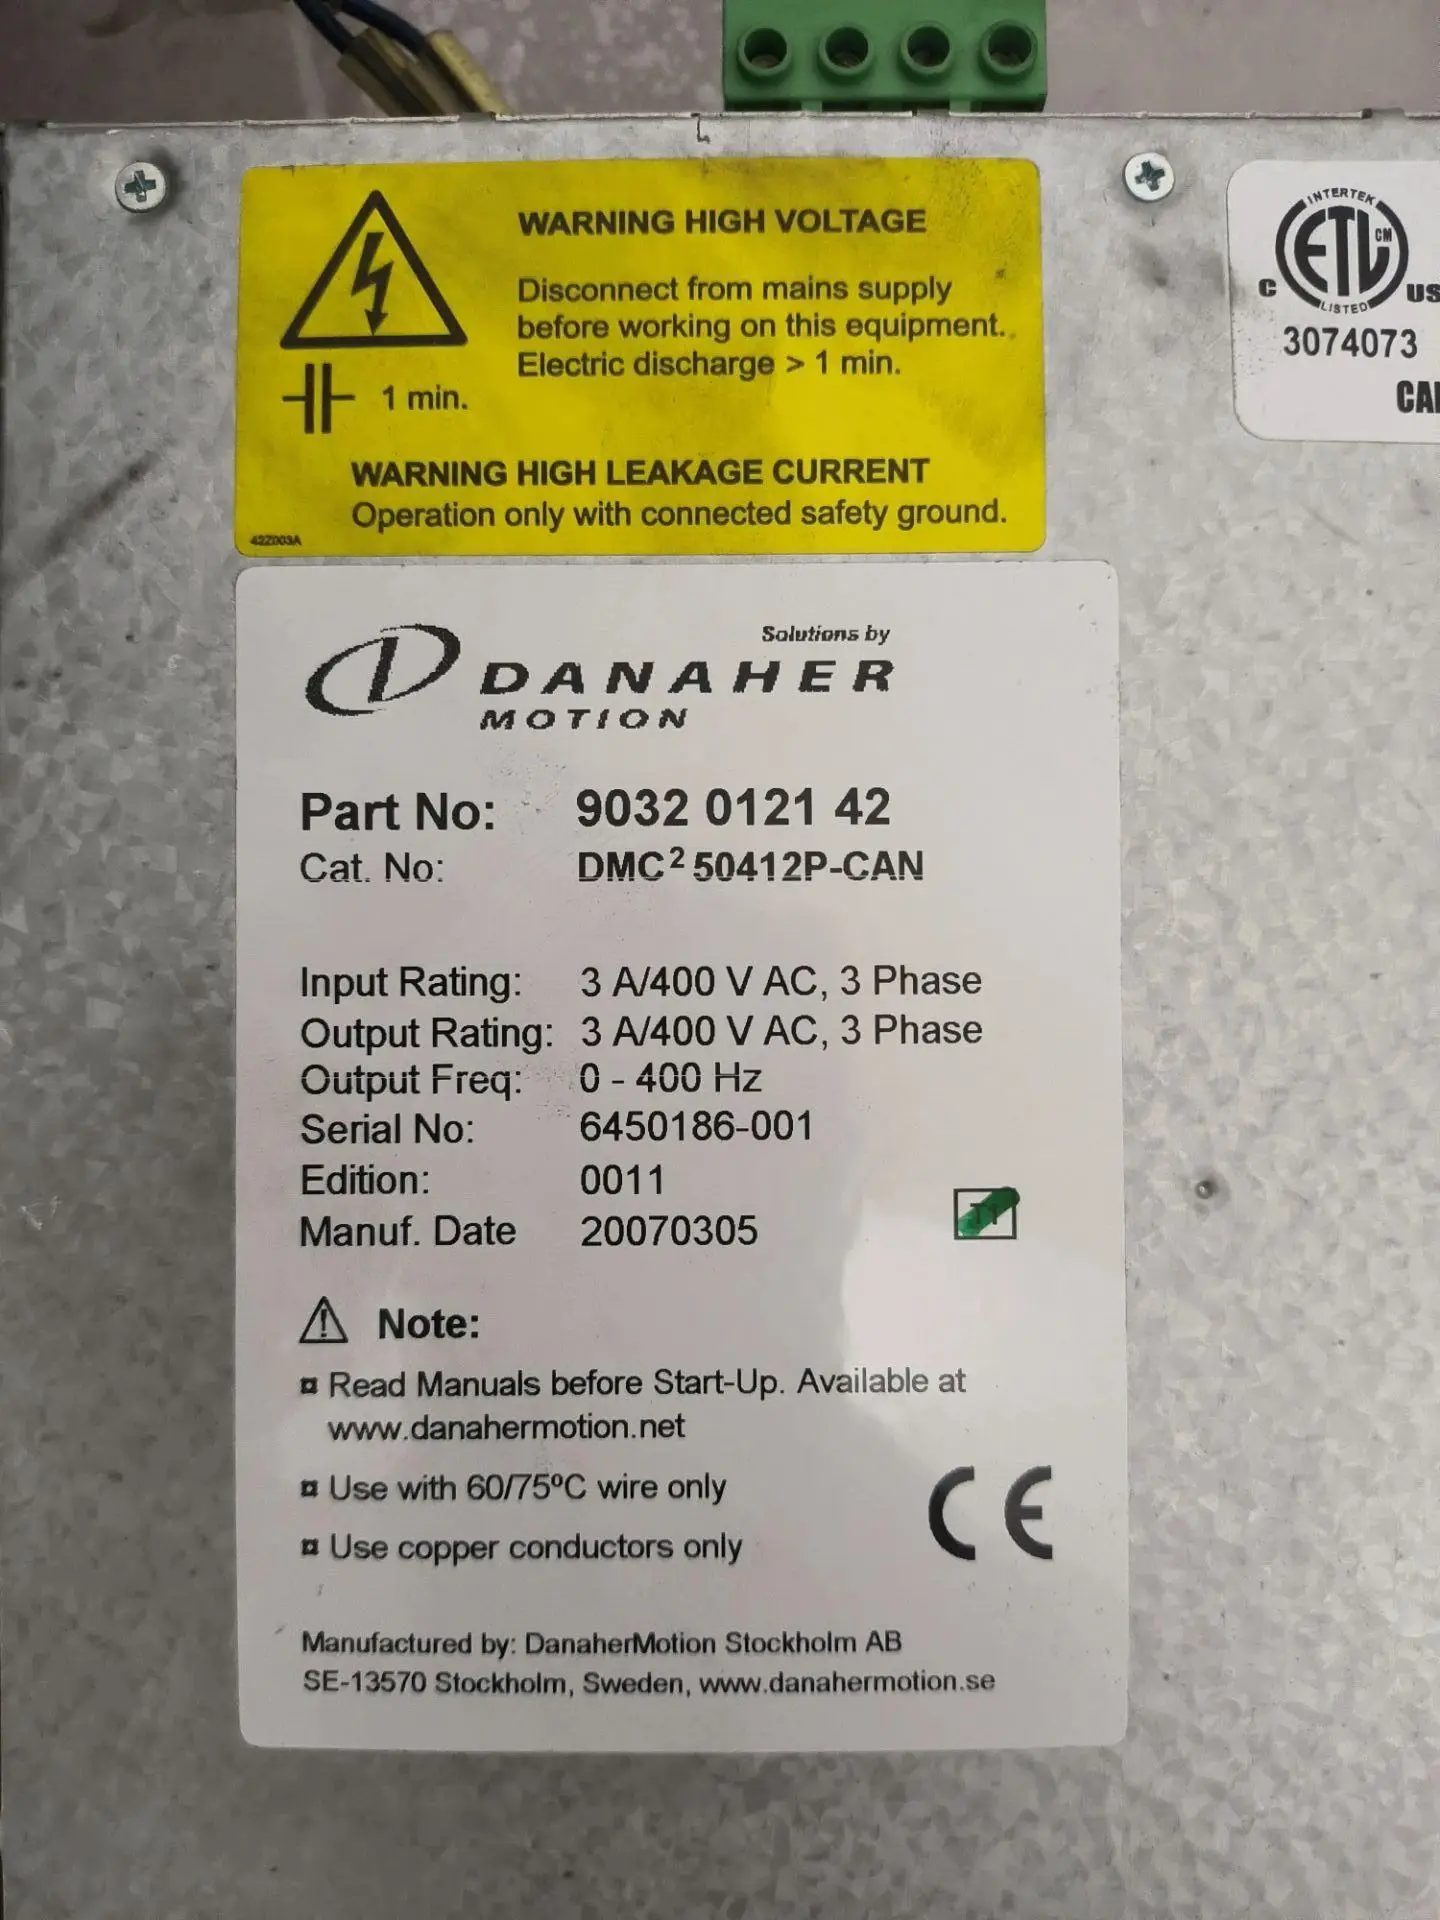 WARNING HIGH VOLTAGE
Disconnect from mains supply
before working on this equipment.
Electric discharge > 1 min.
1 min.
WARNING HIGH LEAKAGE CURRENT
Operation only with connected safety ground.
422003A
INTERTEK
ETL CM
LISTED
C US
3074073
Solutions by
DANAHER
MOTION
Part No: 9032 0121 42
Cat. No: DMC² 50412P-CAN
Input Rating: 3 A/400 V AC, 3 Phase
Output Rating: 3 A/400 V AC, 3 Phase
Output Freq: 0 - 400 Hz
Serial No: 6450186-001
Edition: 0011
Manuf. Date 20070305
T1
Note:
¤ Read Manuals before Start-Up. Available at
www.danahermotion.net
¤ Use with 60/75ºC wire only
¤ Use copper conductors only
CE
Manufactured by: DanaherMotion Stockholm AB
SE-13570 Stockholm, Sweden, www.danahermotion.se